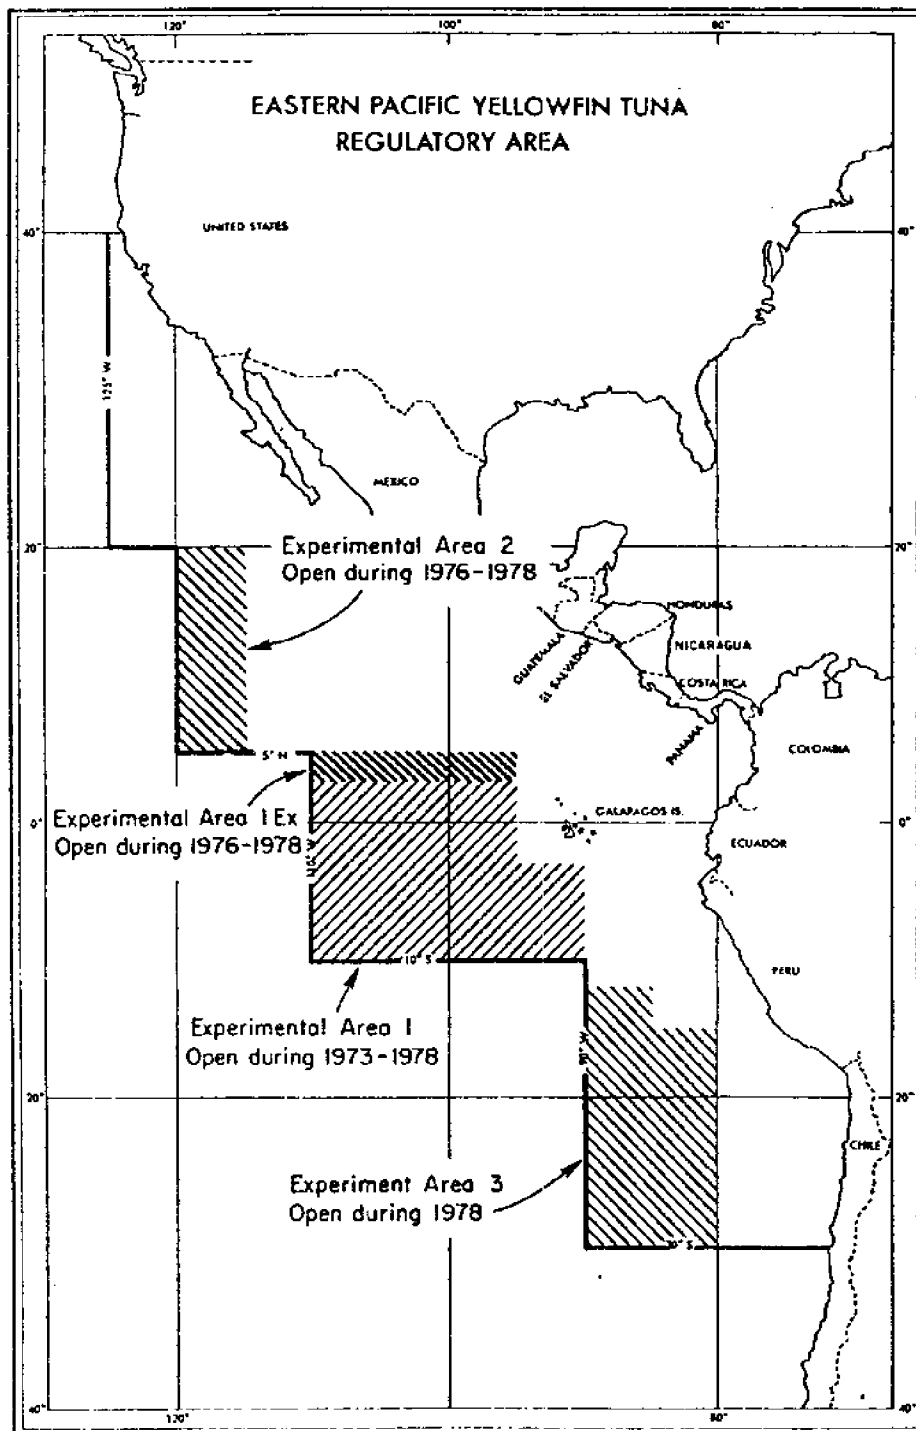 120°
100°
80°
EASTERN PACIFIC YELLOWFIN TUNA
REGULATORY AREA
UNITED STATES
40°
40°
125° W
MEXICO
Experimental Area 2
Open during 1976-1978
20°
20°
HONDURAS
GUATEMALA
EL SALVADOR
NICARAGUA
COSTA RICA
PANAMA
COLOMBIA
5° N
GALAPAGOS IS.
Experimental Area 1 Ex
Open during 1976-1978
0°
0°
110° W
ECUADOR
10° S
PERU
Experimental Area 1
Open during 1973-1978
90° W
20°
20°
CHILE
Experiment Area 3
Open during 1978
30° S
40°
120°
80°
40°